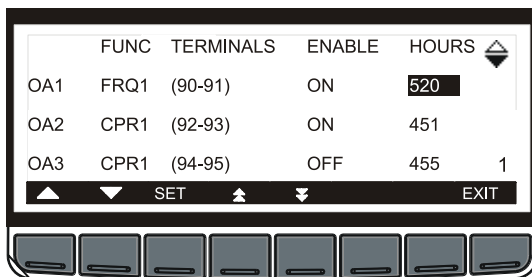 FUNC TERMINALS ENABLE HOURS
OA1 FRQ1 (90-91) ON 520
OA2 CPR1 (92-93) ON 451
OA3 CPR1 (94-95) OFF 455 1
SET EXIT